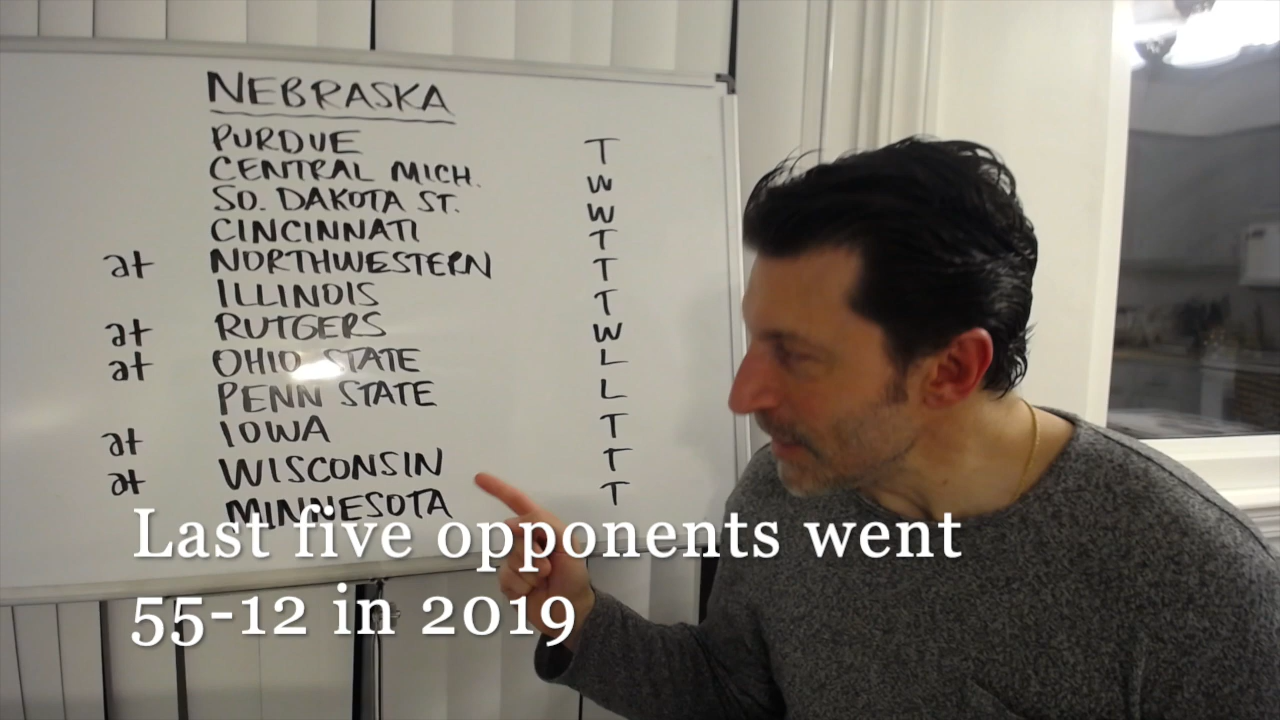 NEBRASKA
PURDUE T
CENTRAL MICH. W
SO. DAKOTA ST. W
CINCINNATI T
at NORTHWESTERN T
ILLINOIS T
at RUTGERS W
at OHIO STATE L
PENN STATE L
at IOWA T
at WISCONSIN T
MINNESOTA T
Last five opponents went
55-12 in 2019